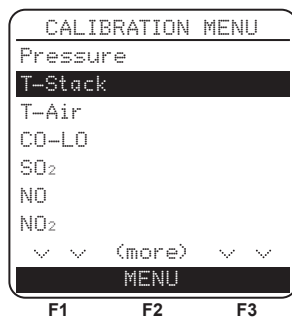 CALIBRATION MENU
Pressure
T-Stack
T-Air
CO-LO
SO₂
NO
NO₂
(more)
MENU
F1 F2 F3